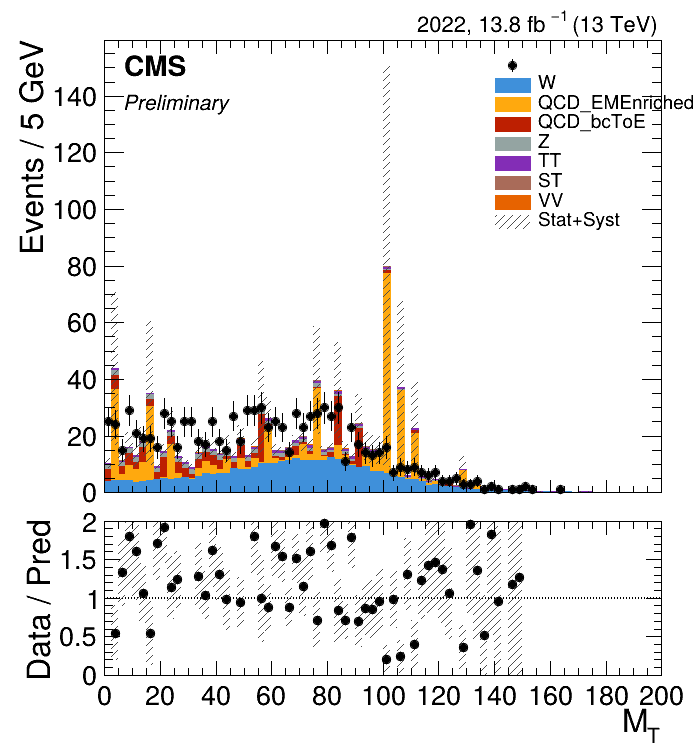 2022, 13.8 fb⁻¹ (13 TeV)
CMS
Preliminary
W
QCD_EMEnriched
QCD_bcToE
Z
TT
ST
VV
Stat+Syst
Events / 5 GeV
140
120
100
80
60
40
20
0
Data / Pred
2
1.5
1
0.5
0
0 20 40 60 80 100 120 140 160 180 200
M_T